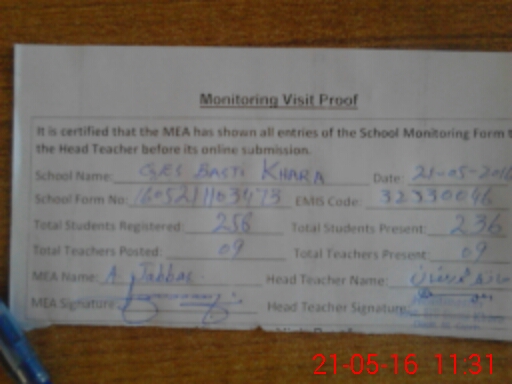 Monitoring Visit Proof
It is certified that the MEA has shown all entries of the School Monitoring Form t
the Head Teacher before its online submission.
School Name: GPS BASTI KHARA Date: 21-05-2016
School Form No: EMIS Code: 32330046
Total Students Registered: 258 Total Students Present: 236
Total Teachers Posted: 09 Total Teachers Present: 09
MEA Name: A Jabbar Head Teacher Name:
MEA Signature: Head Teacher Signature:
21-05-16 11:31